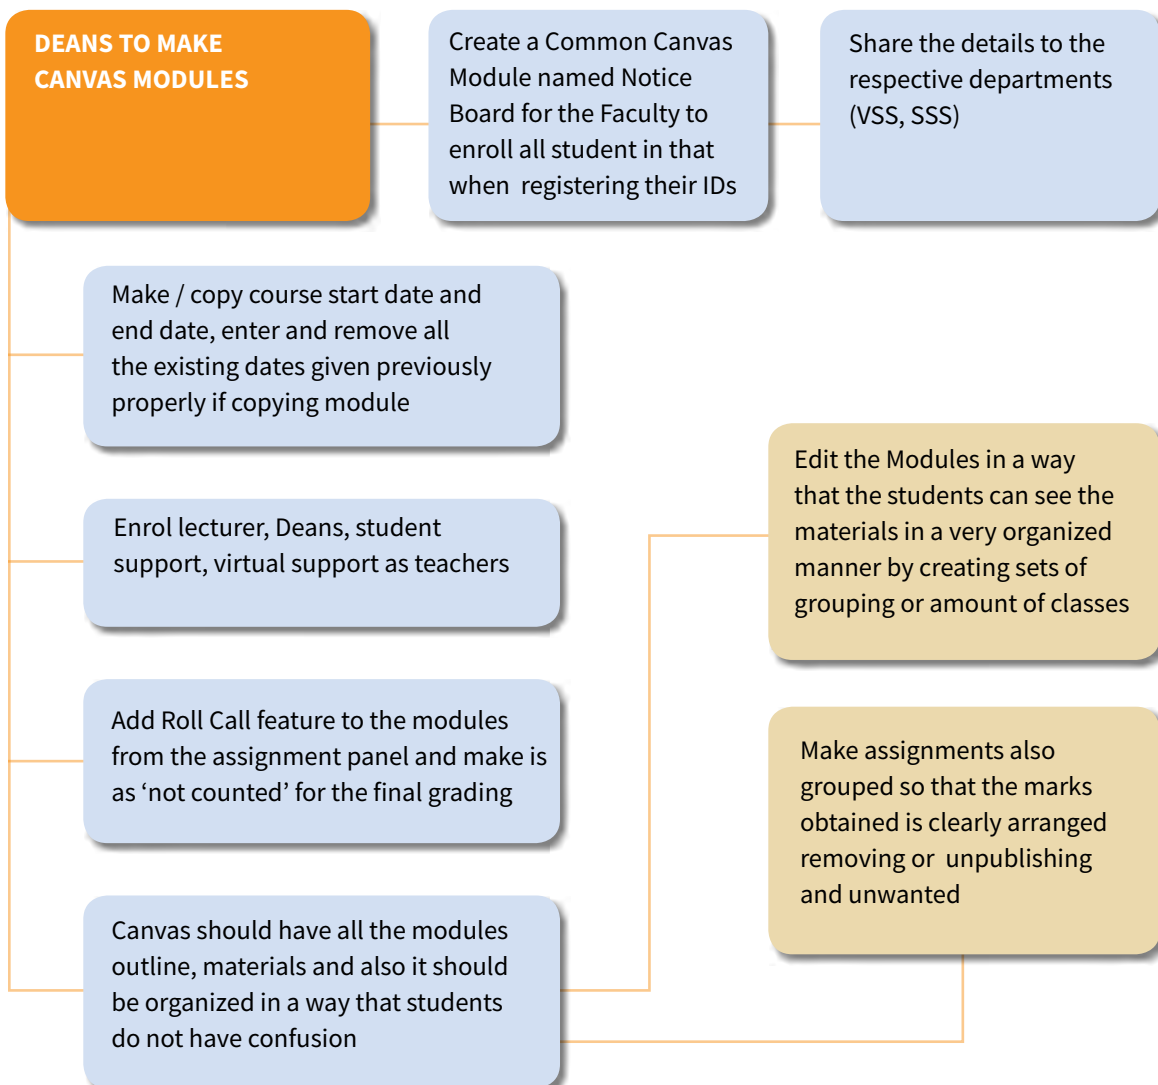 DEANS TO MAKE
CANVAS MODULES
Create a Common Canvas
Module named Notice
Board for the Faculty to
enroll all student in that
when registering their IDs
Share the details to the
respective departments
(VSS, SSS)
Make / copy course start date and
end date, enter and remove all
the existing dates given previously
properly if copying module
Enrol lecturer, Deans, student
support, virtual support as teachers
Add Roll Call feature to the modules
from the assignment panel and make is
as ‘not counted’ for the final grading
Canvas should have all the modules
outline, materials and also it should
be organized in a way that students
do not have confusion
Edit the Modules in a way
that the students can see the
materials in a very organized
manner by creating sets of
grouping or amount of classes
Make assignments also
grouped so that the marks
obtained is clearly arranged
removing or unpublishing
and unwanted